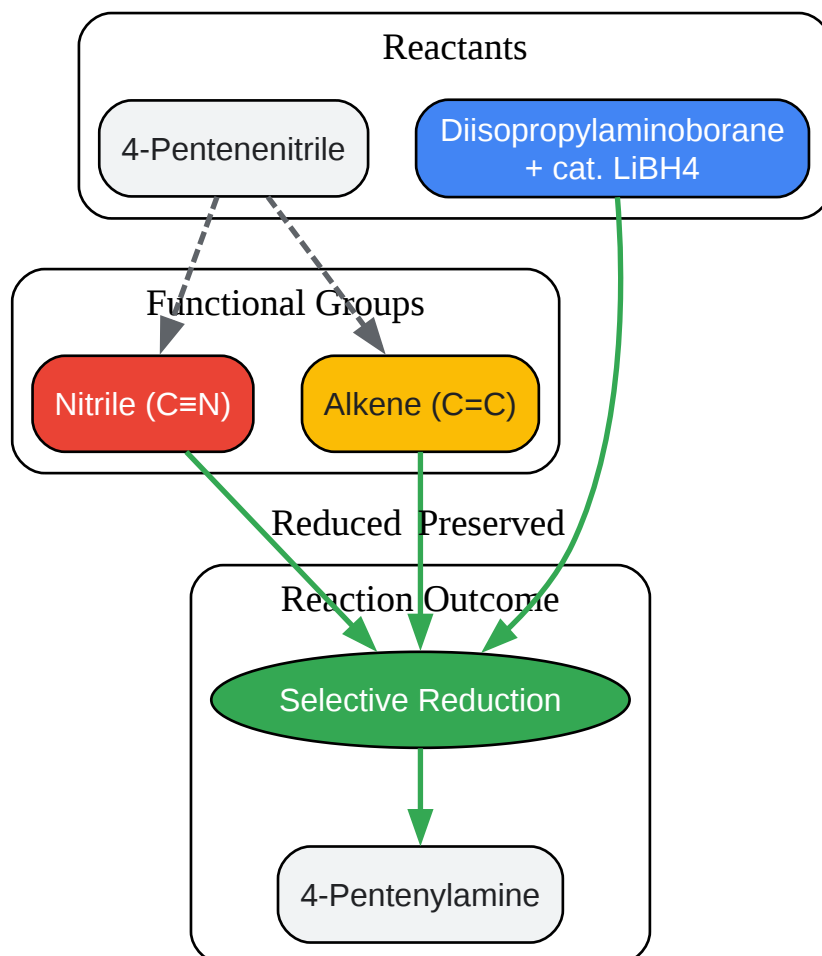 Reactants
4-Pentenenitrile
Diisopropylaminoborane
+ cat. LiBH4
Functional Groups
Nitrile (C≡N)
Alkene (C=C)
Reduced
Preserved
Reaction Outcome
Selective Reduction
4-Pentenylamine